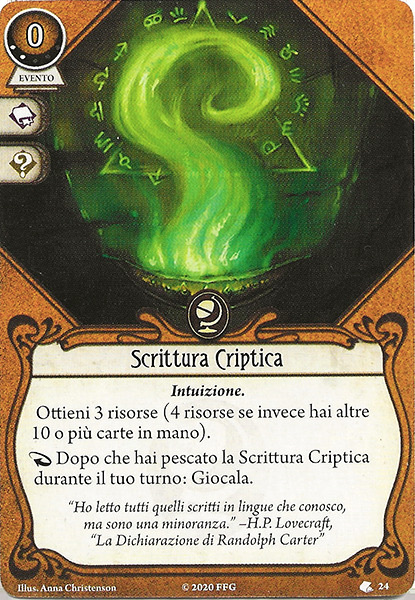 0
EVENTO
Scrittura Criptica
Intuizione.
Ottieni 3 risorse (4 risorse se invece hai altre
10 o più carte in mano).
Dopo che hai pescato la Scrittura Criptica
durante il tuo turno: Giocala.
“Ho letto tutti quelli scritti in lingue che conosco,
ma sono una minoranza.” –H.P. Lovecraft,
“La Dichiarazione di Randolph Carter”
Illus. Anna Christenson © 2020 FFG 24